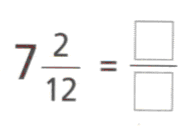 7 2/12 = □/□